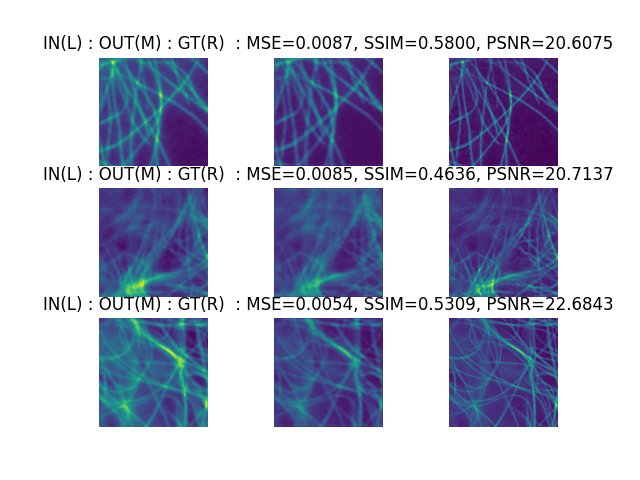 IN(L) : OUT(M) : GT(R)  : MSE=0.0087, SSIM=0.5800, PSNR=20.6075
IN(L) : OUT(M) : GT(R)  : MSE=0.0085, SSIM=0.4636, PSNR=20.7137
IN(L) : OUT(M) : GT(R)  : MSE=0.0054, SSIM=0.5309, PSNR=22.6843